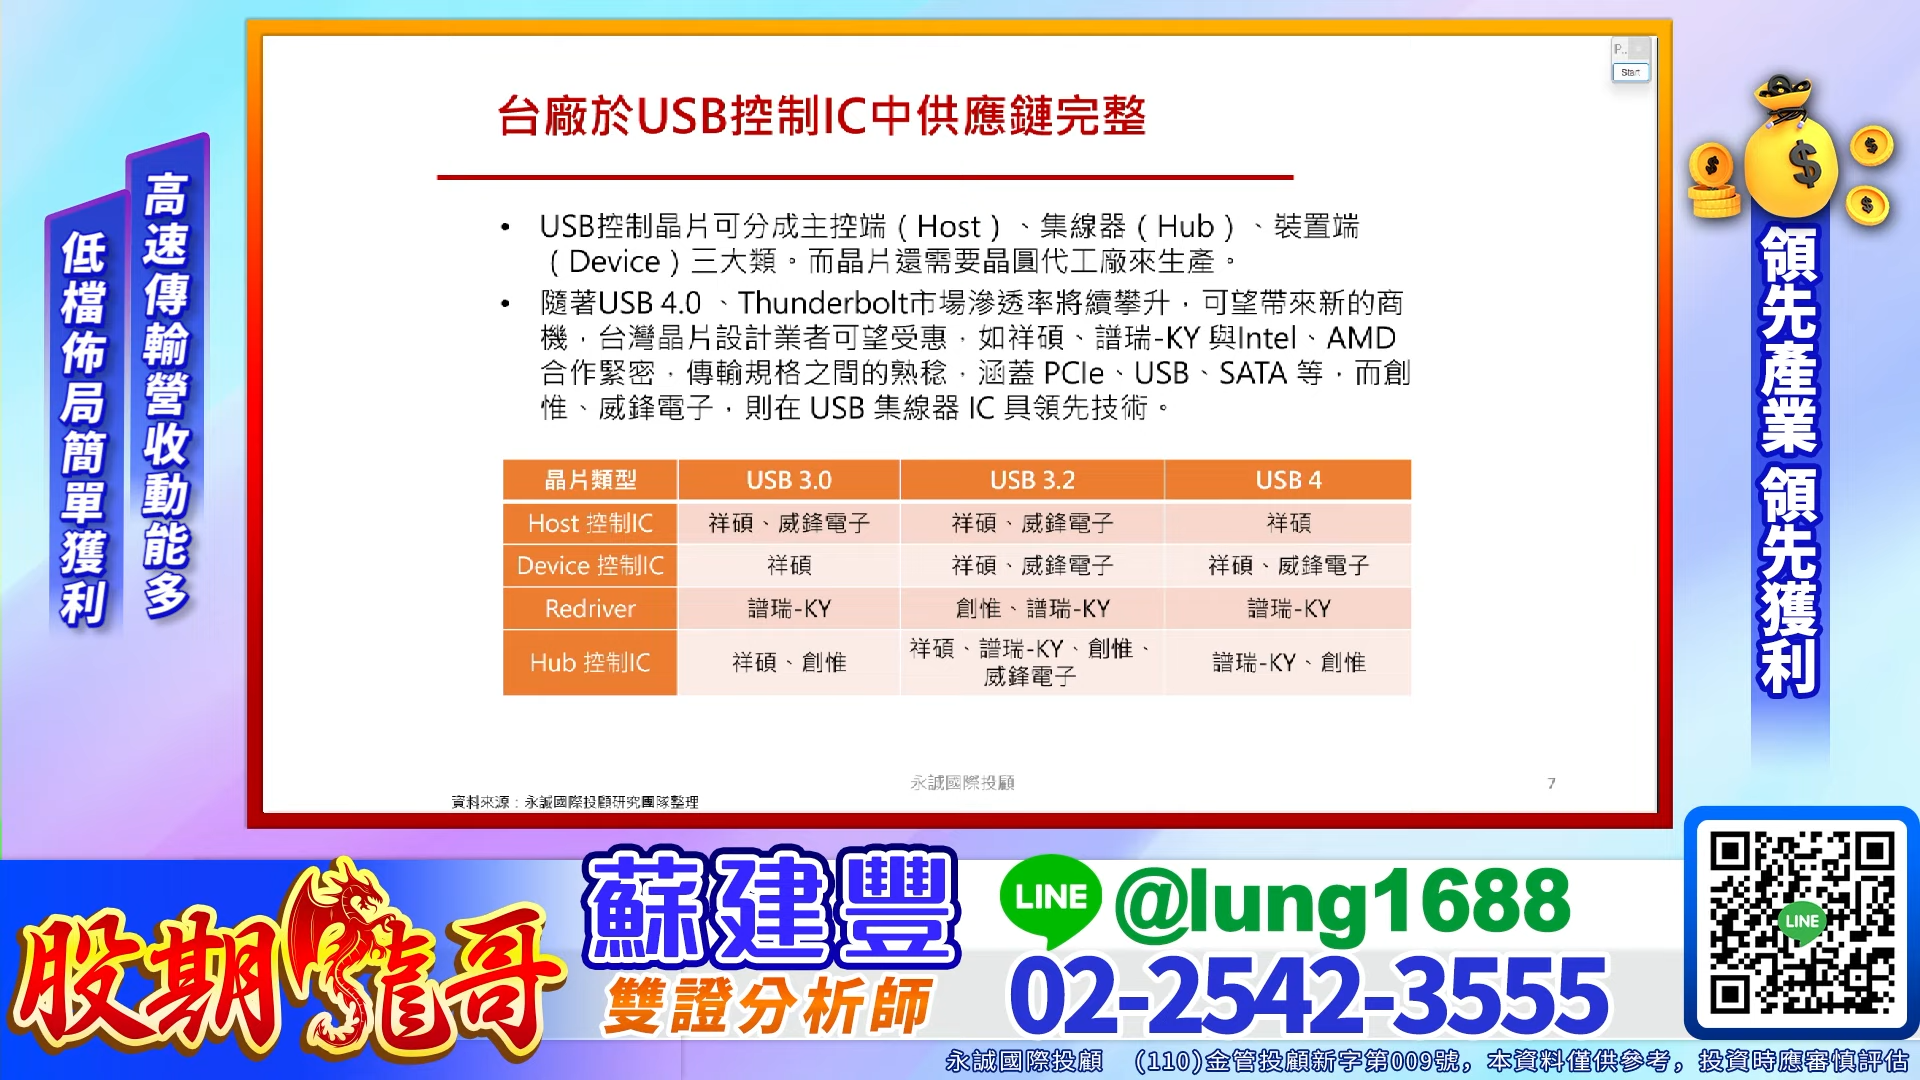 台廠於USB控制IC中供應鏈完整
P..
Start
• USB控制晶片可分成主控端（Host）、集線器（Hub）、裝置端
（Device）三大類。而晶片還需要晶圓代工廠來生產。
• 隨著USB 4.0 、Thunderbolt市場滲透率將續攀升，可望帶來新的商
機，台灣晶片設計業者可望受惠，如祥碩、譜瑞-KY 與Intel、AMD
合作緊密，傳輸規格之間的熟稔，涵蓋 PCIe、USB、SATA 等，而創
惟、威鋒電子，則在 USB 集線器 IC 具領先技術。
晶片類型 USB 3.0 USB 3.2 USB 4
Host 控制IC 祥碩、威鋒電子 祥碩、威鋒電子 祥碩
Device 控制IC 祥碩 祥碩、威鋒電子 祥碩、威鋒電子
Redriver 譜瑞-KY 創惟、譜瑞-KY 譜瑞-KY
Hub 控制IC 祥碩、創惟 祥碩、譜瑞-KY、創惟、
威鋒電子 譜瑞-KY、創惟
永誠國際投顧
7
資料來源：永誠國際投顧研究團隊整理
高速傳輸營收動能多
低檔佈局簡單獲利
領先產業 領先獲利
股期龍哥
蘇建豐
雙證分析師
LINE @lung1688
02-2542-3555
LINE
永誠國際投顧 (110)金管投顧新字第009號，本資料僅供參考，投資時應審慎評估